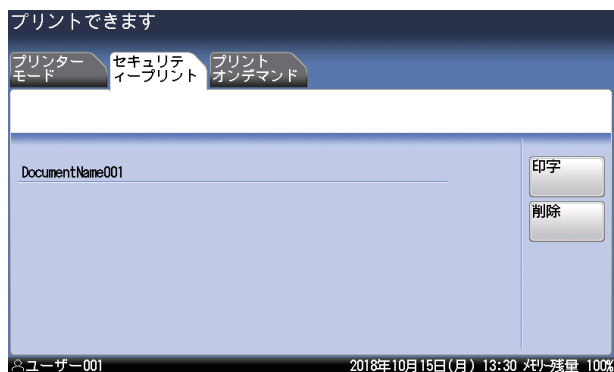 プリントできます
プリンター
モード
セキュリテ
ィープリント
プリント
オンデマンド
DocumentName001
印字
削除
ユーザー001
2018年10月15日(月) 13:30 メモリー残量 100%